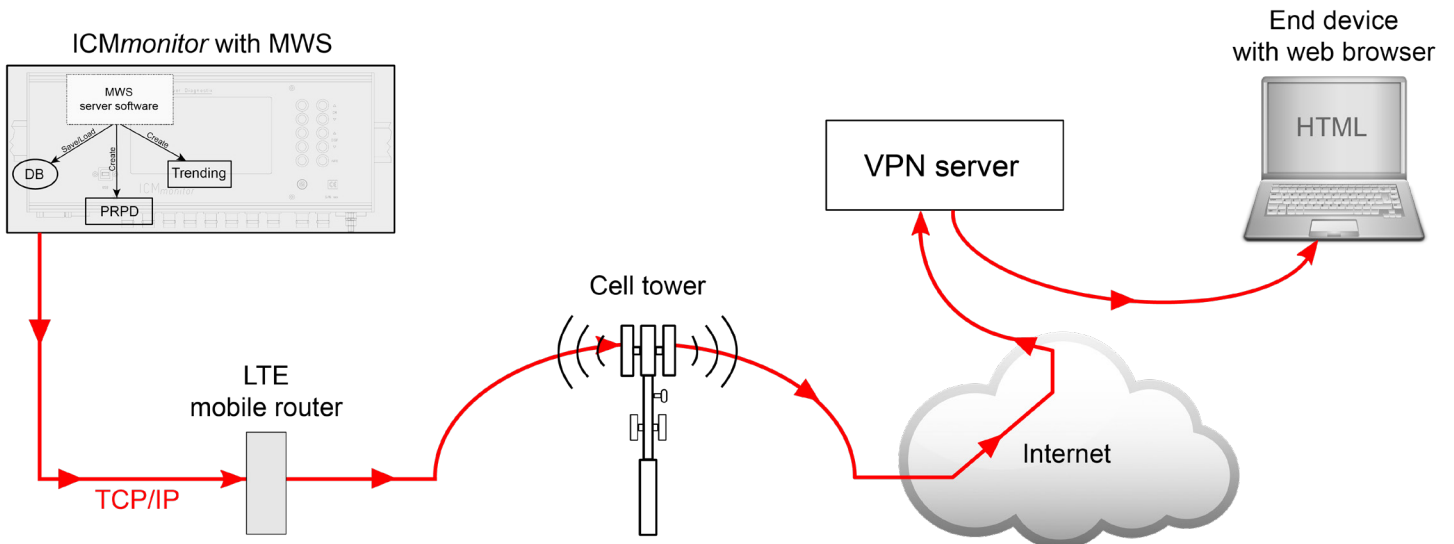 ICMmonitor with MWS
MWS
server software
Save/Load
Create
Create
DB
Trending
PRPD
ICMmonitor
TCP/IP
LTE
mobile router
Cell tower
VPN server
Internet
End device
with web browser
HTML